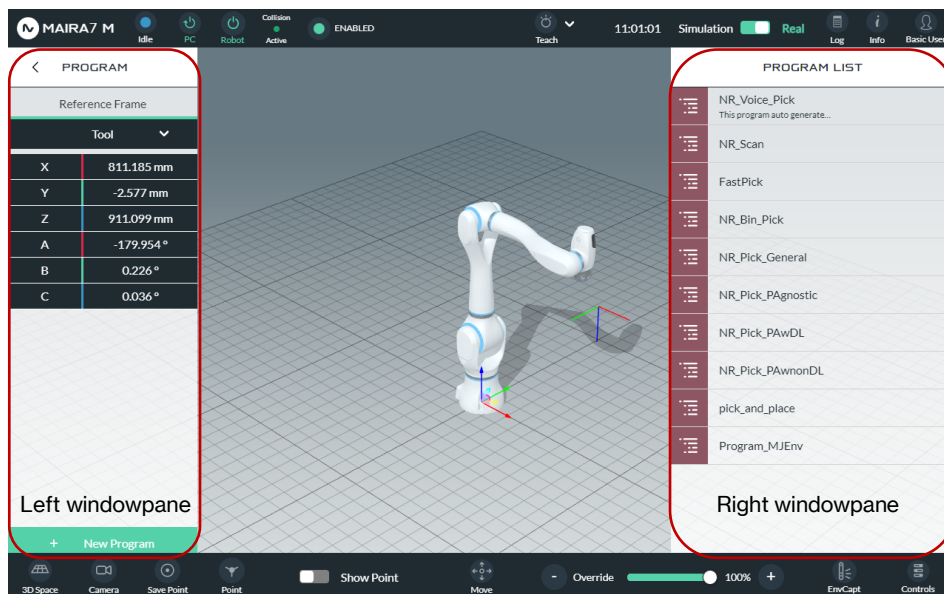 MAIRA7 M
Idle
PC
Robot
Collision
Active
ENABLED
Teach
11:01:01
Simulation
Real
Log
Info
Basic User
PROGRAM
Reference Frame
Tool
X 811.185 mm
Y -2.577 mm
Z 911.099 mm
A -179.954 °
B 0.226 °
C 0.036 °
Left windowpane
+ New Program
PROGRAM LIST
NR_Voice_Pick
This program auto generate...
NR_Scan
FastPick
NR_Bin_Pick
NR_Pick_General
NR_Pick_PAgnostic
NR_Pick_PAwDL
NR_Pick_PAwnonDL
pick_and_place
Program_MJEnv
Right windowpane
3D Space
Camera
Save Point
Point
Show Point
Move
- Override 100% +
EnvCapt
Controls